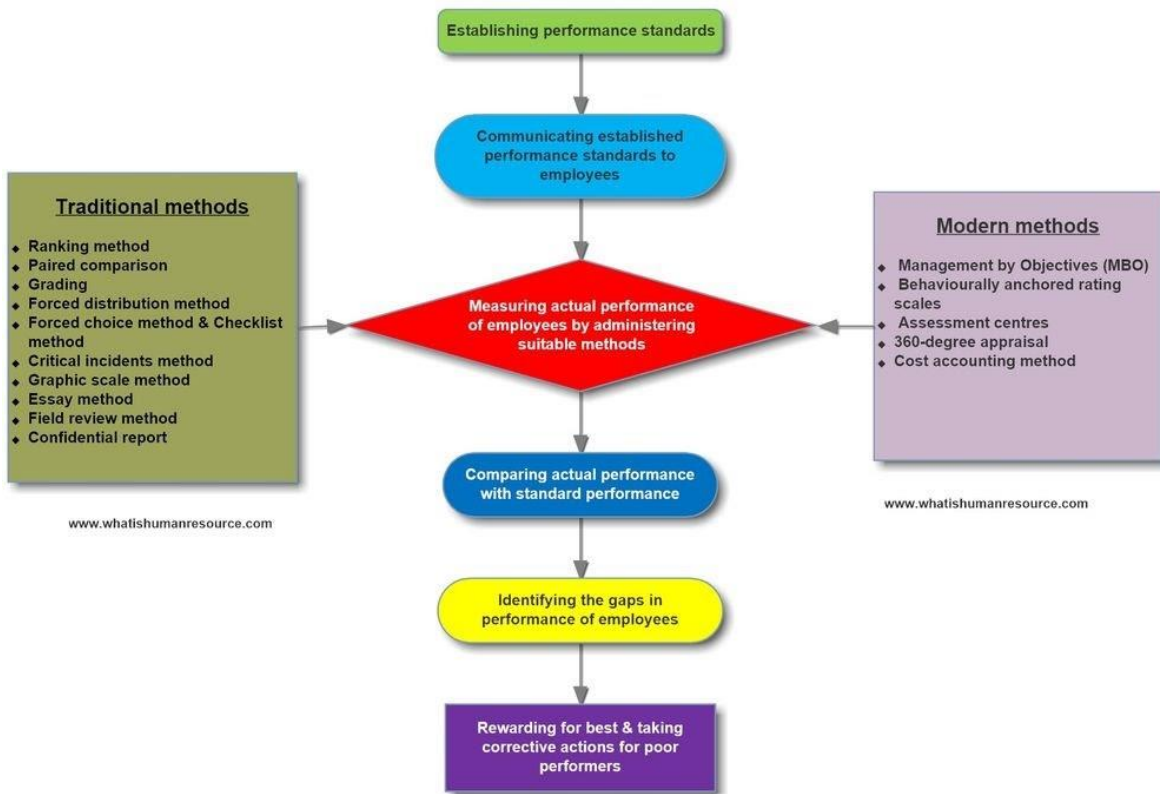 Establishing performance standards
Communicating established
performance standards to
employees
Traditional methods
◆ Ranking method
◆ Paired comparison
◆ Grading
◆ Forced distribution method
◆ Forced choice method & Checklist
method
◆ Critical incidents method
◆ Graphic scale method
◆ Essay method
◆ Field review method
◆ Confidential report
www.whatishumanresource.com
Measuring actual performance
of employees by administering
suitable methods
Modern methods
◆ Management by Objectives (MBO)
◆ Behaviourally anchored rating
scales
◆ Assessment centres
◆ 360-degree appraisal
◆ Cost accounting method
www.whatishumanresource.com
Comparing actual performance
with standard performance
Identifying the gaps in
performance of employees
Rewarding for best & taking
corrective actions for poor
performers